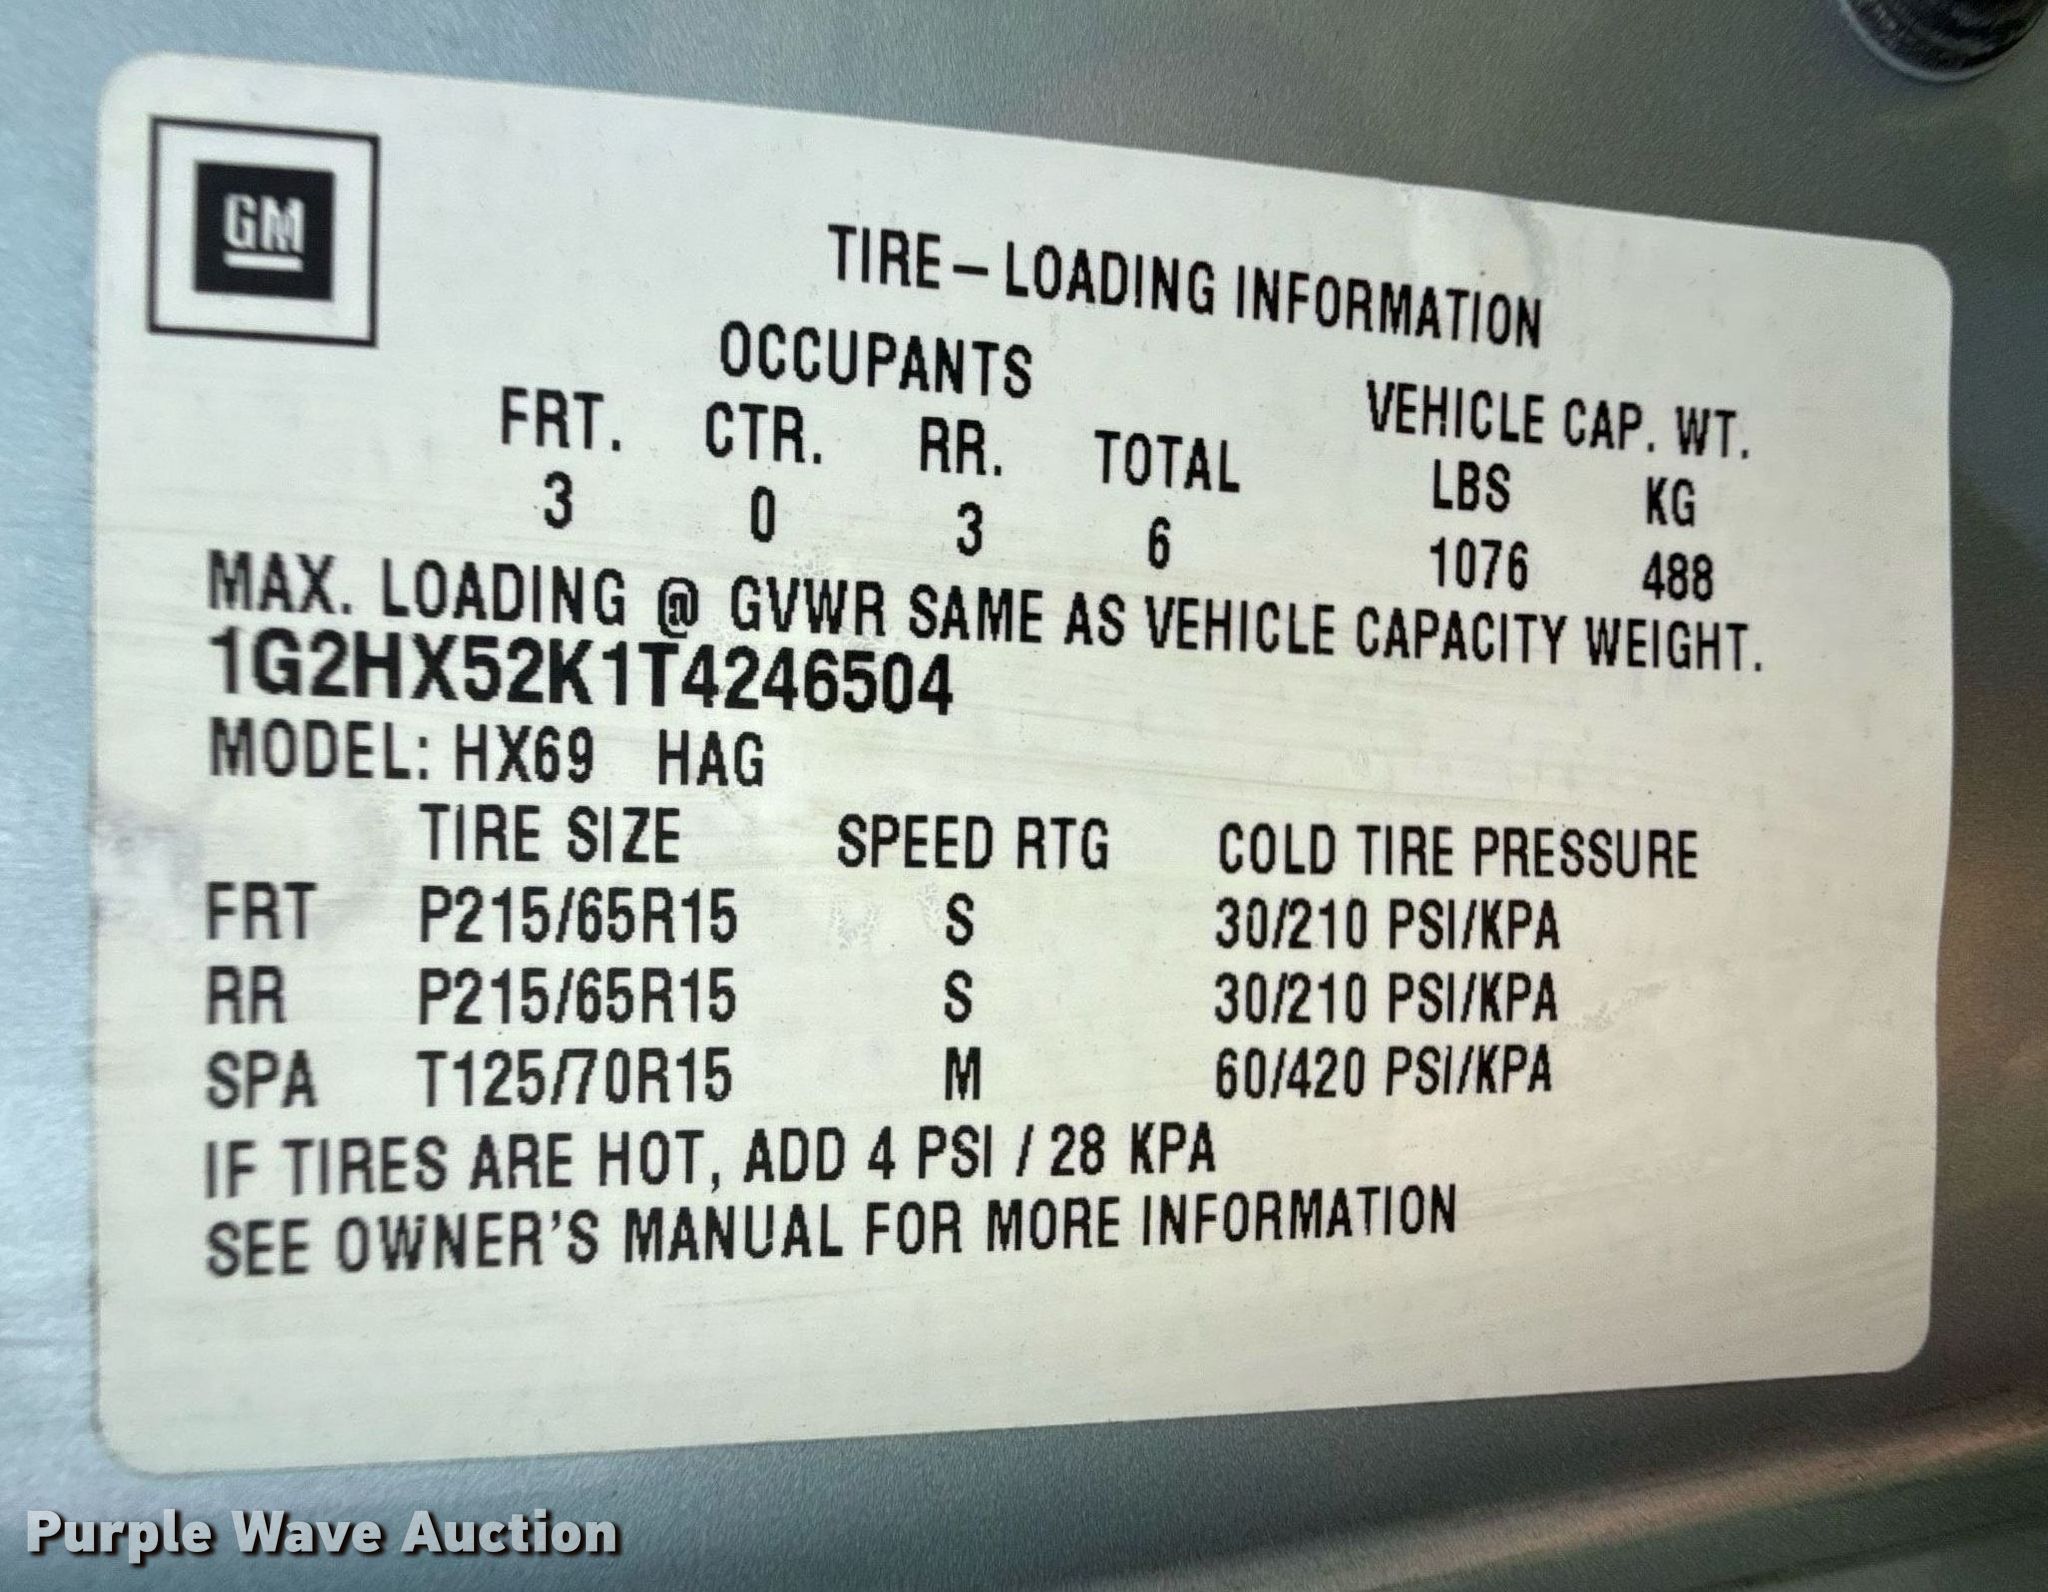 GM
TIRE – LOADING INFORMATION
OCCUPANTS VEHICLE CAP. WT.
FRT. CTR. RR. TOTAL LBS KG
3 0 3 6 1076 488
MAX. LOADING @ GVWR SAME AS VEHICLE CAPACITY WEIGHT.
1G2HX52K1T4246504
MODEL: HX69 HAG
TIRE SIZE SPEED RTG COLD TIRE PRESSURE
FRT P215/65R15 S 30/210 PSI/KPA
RR P215/65R15 S 30/210 PSI/KPA
SPA T125/70R15 M 60/420 PSI/KPA
IF TIRES ARE HOT, ADD 4 PSI / 28 KPA
SEE OWNER'S MANUAL FOR MORE INFORMATION
Purple Wave Auction